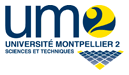 um2
UNIVERSITÉ MONTPELLIER 2
SCIENCES ET TECHNIQUES